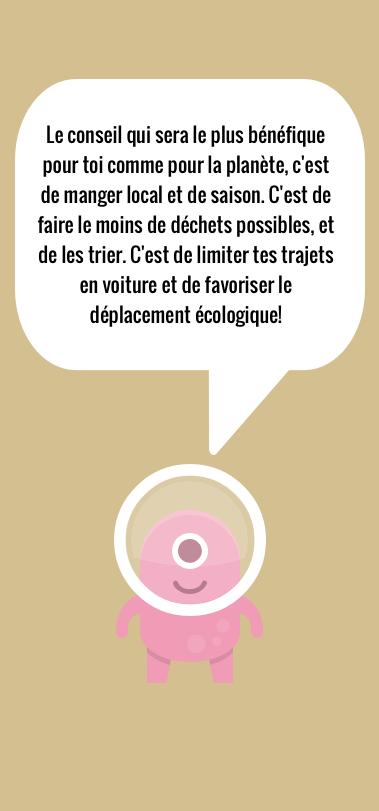 Le conseil qui sera le plus bénéfique
pour toi comme pour la planète, c'est
de manger local et de saison. C'est de
faire le moins de déchets possibles, et
de les trier. C'est de limiter tes trajets
en voiture et de favoriser le
déplacement écologique!